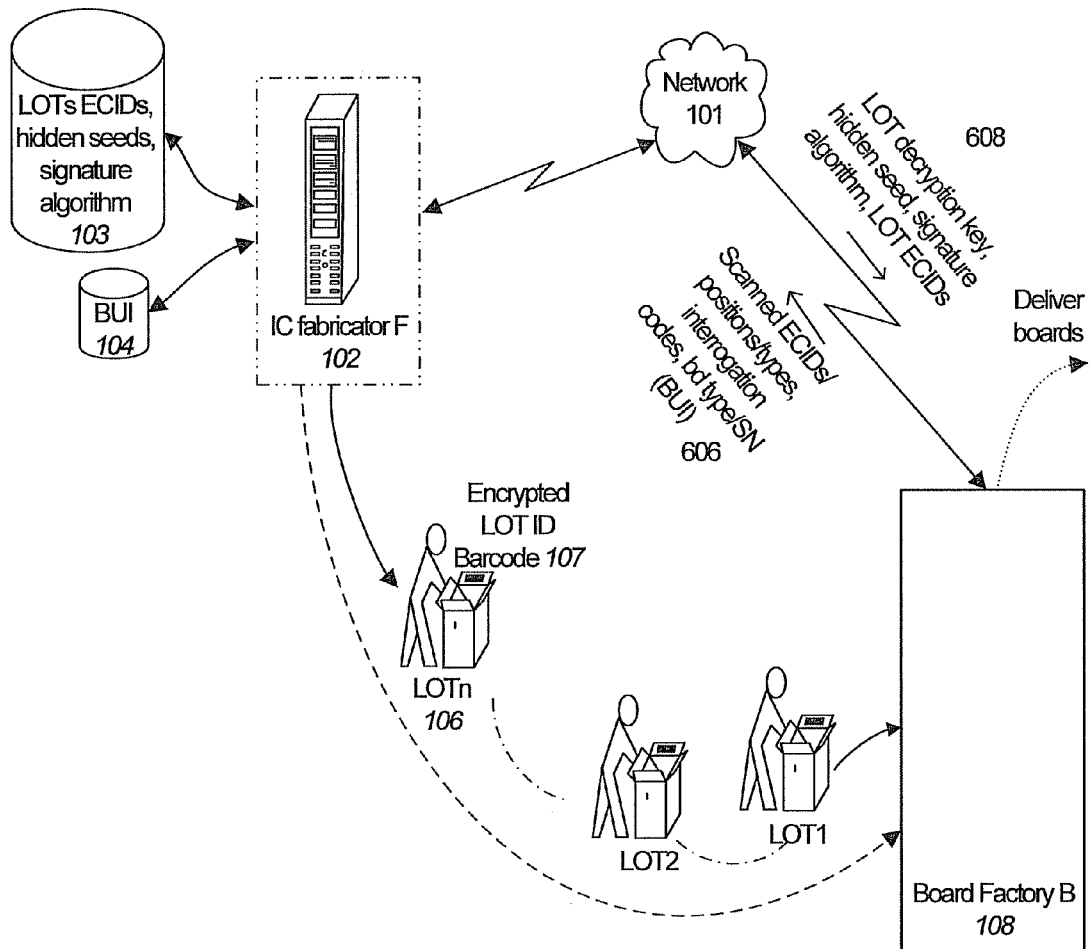 LOTs ECIDs,
hidden seeds,
signature
algorithm
103
BUI
104
IC fabricator F
102
Network
101
608
LOT decryption key,
hidden seed, signature
algorithm, LOT ECIDs
Scanned ECIDs/
positions/types,
interrogation
codes, bd type/SN
(BUI)
606
Deliver
boards
Encrypted
LOT ID
Barcode 107
LOTn
106
LOT2
LOT1
Board Factory B
108